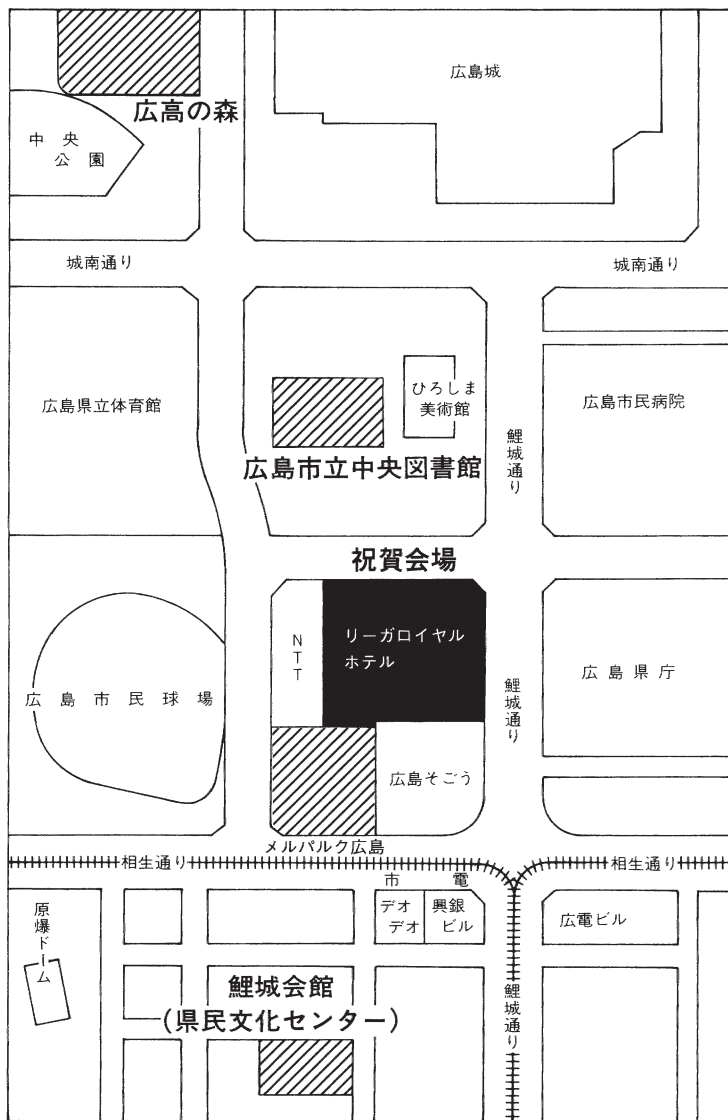 広島城
広高の森
中央
公園
城南通り
城南通り
広島県立体育館
ひろしま
美術館
広島市民病院
鯉城通り
広島市立中央図書館
祝賀会場
NTT
リーガロイヤル
ホテル
広島市民球場
鯉城通り
広島県庁
広島そごう
メルパルク広島
相生通り
相生通り
市電
原爆ドーム
デオ
デオ
興銀
ビル
広電ビル
鯉城会館
(県民文化センター)
鯉城通り